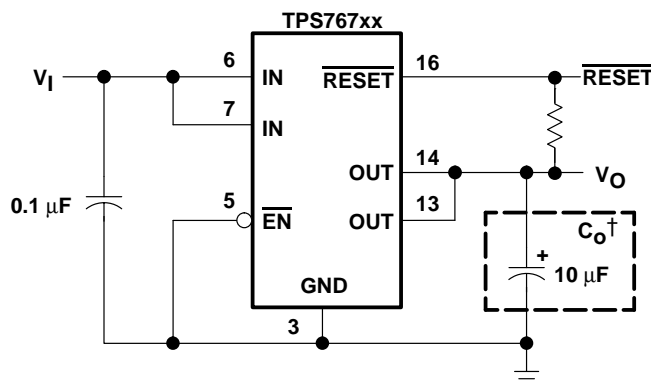 TPS767xx
V_I
6
IN
RESET
16
RESET
7
IN
OUT
14
V_O
0.1 μF
5
EN
OUT
13
C_o†
+
10 μF
GND
3